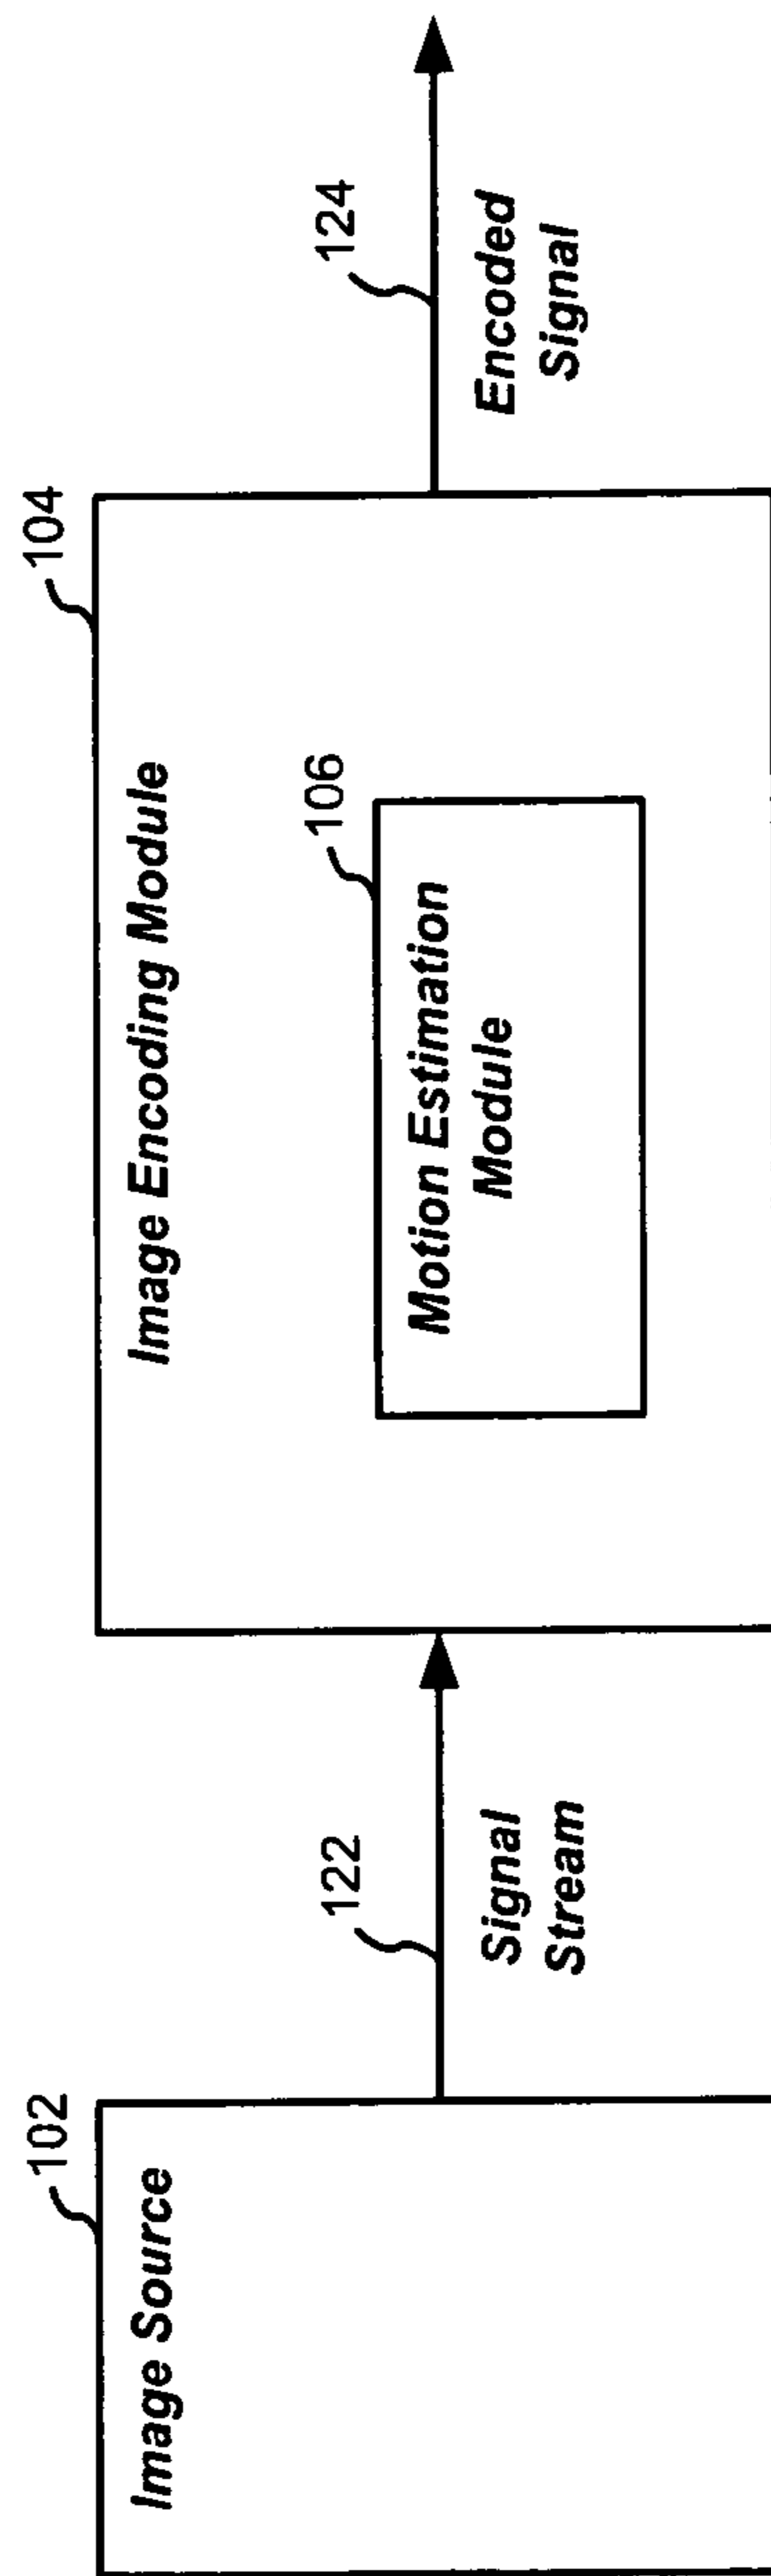 102
Image Source
122
Signal
Stream
104
Image Encoding Module
106
Motion Estimation
Module
124
Encoded
Signal